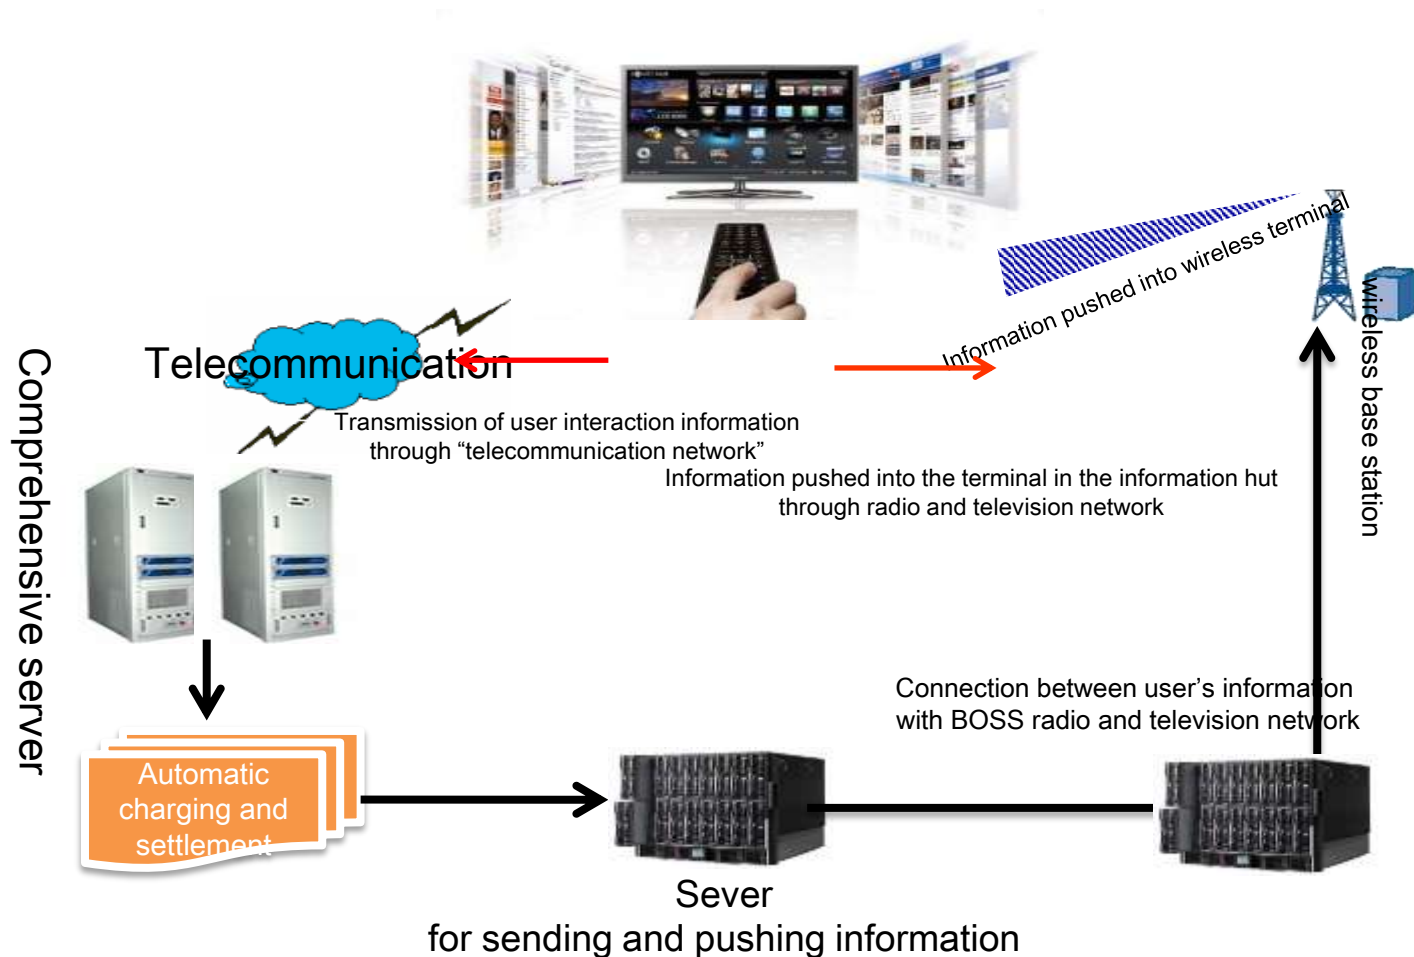 Information pushed into wireless terminal
wireless base station
Telecommunication
Transmission of user interaction information
through “telecommunication network”
Information pushed into the terminal in the information hut
through radio and television network
Comprehensive server
Connection between user’s information
with BOSS radio and television network
Automatic
charging and
settlement
Sever
for sending and pushing information